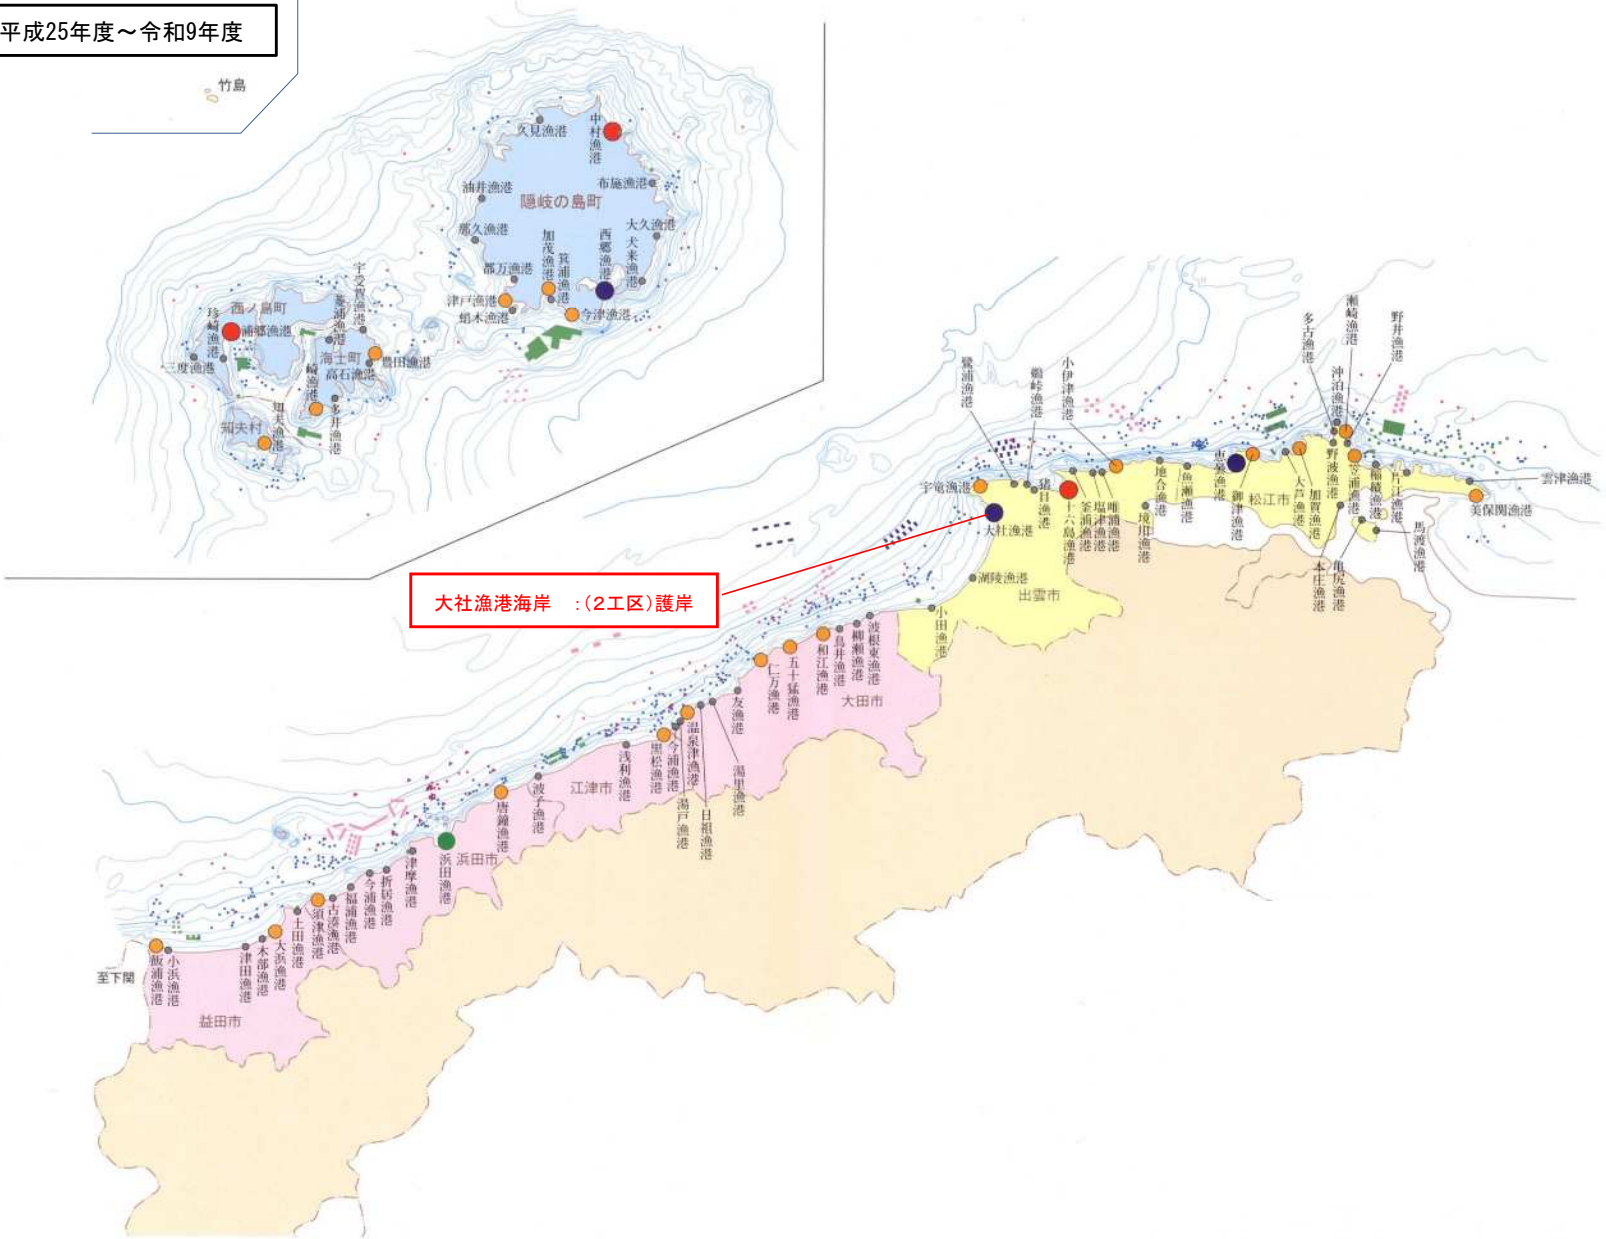 平成25年度～令和9年度
竹島
久見漁港
中村漁港
布施漁港
油井漁港
隠岐の島町
大久漁港
那久漁港
加茂漁港
西郷漁港
犬来漁港
箕浦漁港
都万漁港
津戸漁港
蛸木漁港
今津漁港
宇受賀漁港
菱浦漁港
西ノ島町
珍崎漁港
浦郷漁港
三度漁港
海士町
豊田漁港
高石漁港
崎漁港
多井漁港
知夫漁港
知夫村
鷺浦漁港
鵜峠漁港
小伊津漁港
多古漁港
瀬崎漁港
野井漁港
沖泊漁港
宇竜漁港
大社漁港
猪目漁港
十六島漁港
釜浦漁港
塩津漁港
唯浦漁港
地合漁港
魚瀬漁港
境川漁港
恵曇漁港
御津漁港
松江市
大芦漁港
加賀漁港
野波漁港
笠浦漁港
稲積漁港
片江漁港
雲津漁港
美保関漁港
馬渡漁港
亀尻漁港
本庄漁港
湖陵漁港
出雲市
小田漁港
大社漁港海岸　:(2工区)護岸
波根東漁港
柳瀬漁港
鳥井漁港
和江漁港
五十猛漁港
仁万漁港
大田市
友漁港
湯里漁港
日祖漁港
温泉津漁港
湯戸漁港
今浦漁港
黒松漁港
浅利漁港
江津市
波子漁港
唐鐘漁港
浜田市
浜田漁港
津摩漁港
折居漁港
今浦漁港
福浦漁港
古湊漁港
須津漁港
土田漁港
大浜漁港
木部漁港
津田漁港
小浜漁港
飯浦漁港
至下関
益田市